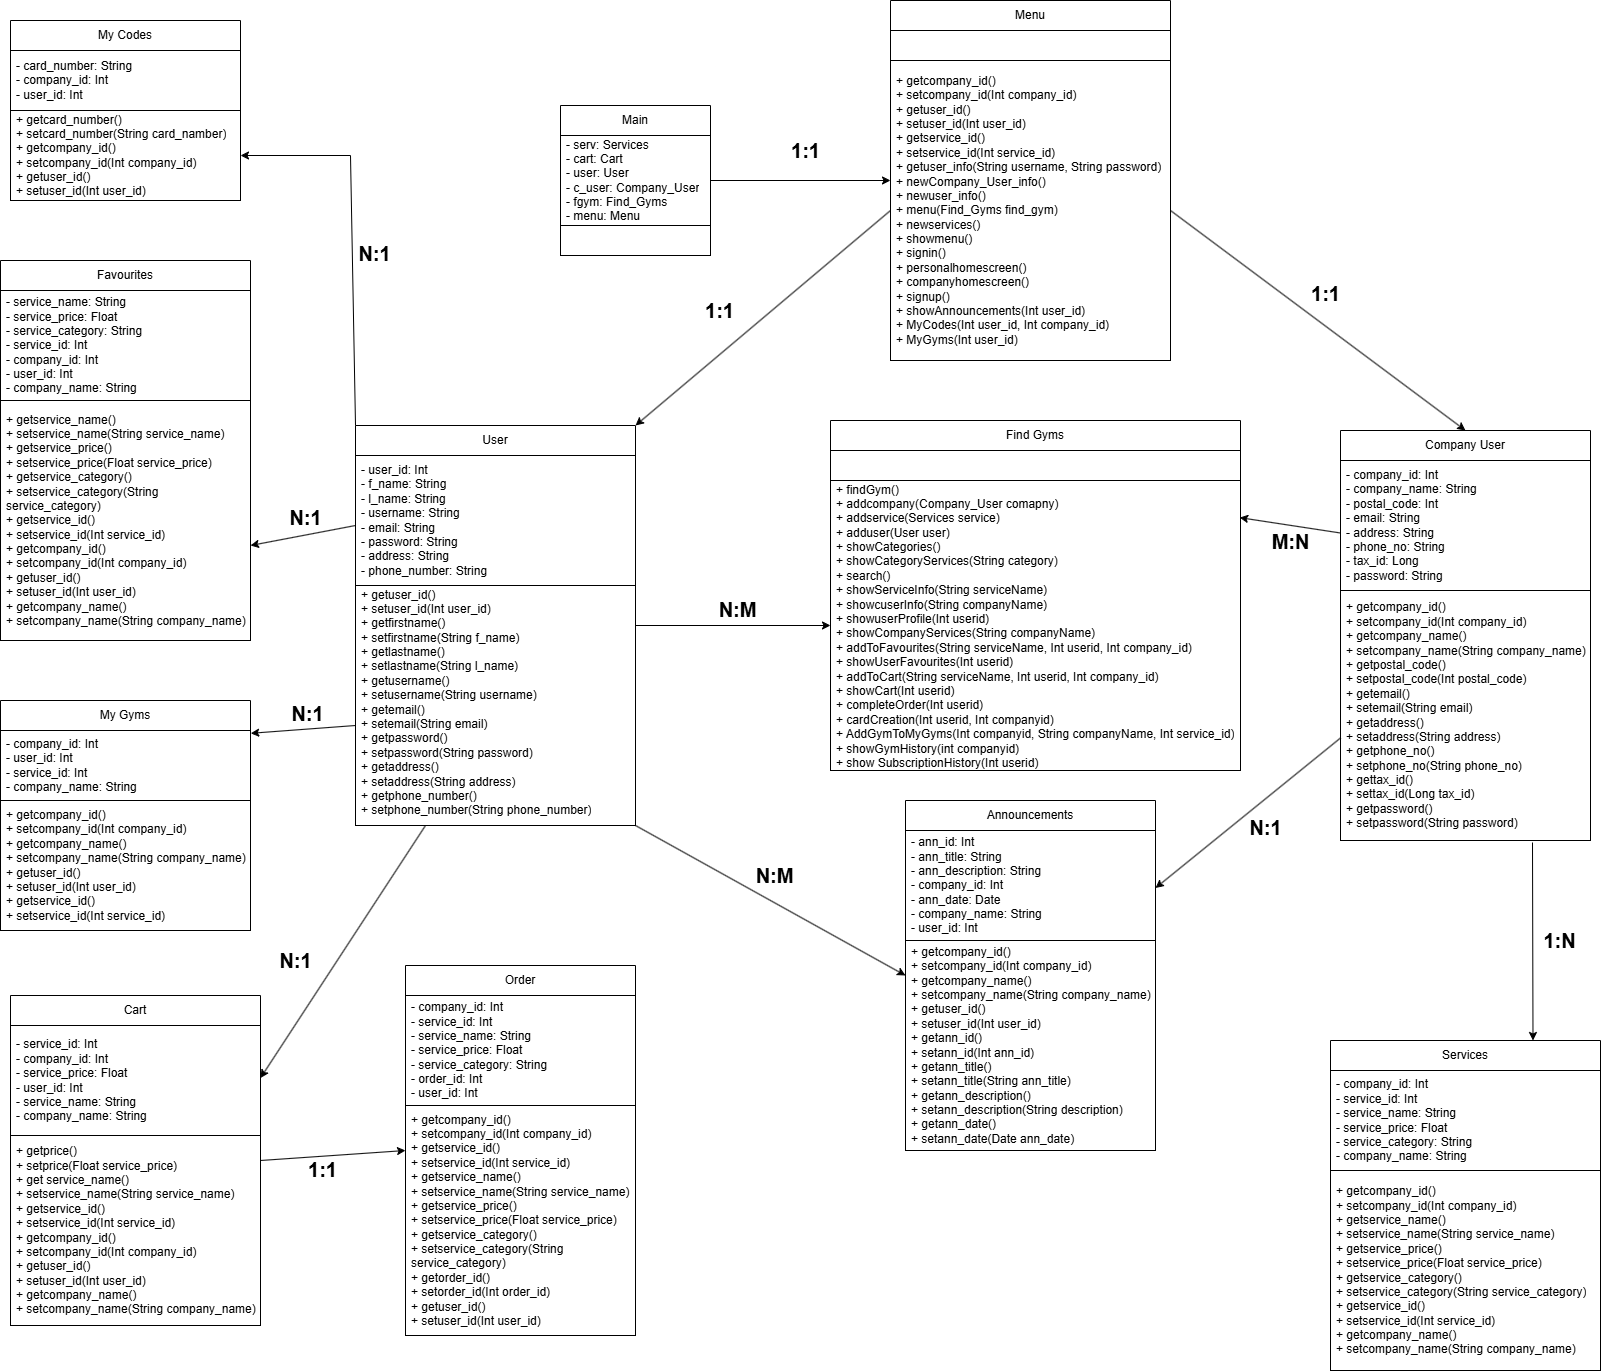 My Codes
- card_number: String
- company_id: Int
- user_id: Int
+ getcard_number()
+ setcard_number(String card_namber)
+ getcompany_id()
+ setcompany_id(Int company_id)
+ getuser_id()
+ setuser_id(Int user_id)
Main
- serv: Services
- cart: Cart
- user: User
- c_user: Company_User
- fgym: Find_Gyms
- menu: Menu
1:1
Menu
+ getcompany_id()
+ setcompany_id(Int company_id)
+ getuser_id()
+ setuser_id(Int user_id)
+ getservice_id()
+ setservice_id(Int service_id)
+ getuser_info(String username, String password)
+ newCompany_User_info()
+ newuser_info()
+ menu(Find_Gyms find_gym)
+ newservices()
+ showmenu()
+ signin()
+ personalhomescreen()
+ companyhomescreen()
+ signup()
+ showAnnouncements(Int user_id)
+ MyCodes(Int user_id, Int company_id)
+ MyGyms(Int user_id)
N:1
1:1
1:1
Favourites
- service_name: String
- service_price: Float
- service_category: String
- service_id: Int
- company_id: Int
- user_id: Int
- company_name: String
+ getservice_name()
+ setservice_name(String service_name)
+ getservice_price()
+ setservice_price(Float service_price)
+ getservice_category()
+ setservice_category(String
service_category)
+ getservice_id()
+ setservice_id(Int service_id)
+ getcompany_id()
+ setcompany_id(Int company_id)
+ getuser_id()
+ setuser_id(Int user_id)
+ getcompany_name()
+ setcompany_name(String company_name)
N:1
User
- user_id: Int
- f_name: String
- l_name: String
- username: String
- email: String
- password: String
- address: String
- phone_number: String
+ getuser_id()
+ setuser_id(Int user_id)
+ getfirstname()
+ setfirstname(String f_name)
+ getlastname()
+ setlastname(String l_name)
+ getusername()
+ setusername(String username)
+ getemail()
+ setemail(String email)
+ getpassword()
+ setpassword(String password)
+ getaddress()
+ setaddress(String address)
+ getphone_number()
+ setphone_number(String phone_number)
N:M
Find Gyms
+ findGym()
+ addcompany(Company_User comapny)
+ addservice(Services service)
+ adduser(User user)
+ showCategories()
+ showCategoryServices(String category)
+ search()
+ showServiceInfo(String serviceName)
+ showcuserInfo(String companyName)
+ showuserProfile(Int userid)
+ showCompanyServices(String companyName)
+ addToFavourites(String serviceName, Int userid, Int company_id)
+ showUserFavourites(Int userid)
+ addToCart(String serviceName, Int userid, Int company_id)
+ showCart(Int userid)
+ completeOrder(Int userid)
+ cardCreation(Int userid, Int companyid)
+ AddGymToMyGyms(Int companyid, String companyName, Int service_id)
+ showGymHistory(int companyid)
+ show SubscriptionHistory(Int userid)
M:N
Company User
- company_id: Int
- company_name: String
- postal_code: Int
- email: String
- address: String
- phone_no: String
- tax_id: Long
- password: String
+ getcompany_id()
+ setcompany_id(Int company_id)
+ getcompany_name()
+ setcompany_name(String company_name)
+ getpostal_code()
+ setpostal_code(Int postal_code)
+ getemail()
+ setemail(String email)
+ getaddress()
+ setaddress(String address)
+ getphone_no()
+ setphone_no(String phone_no)
+ gettax_id()
+ settax_id(Long tax_id)
+ getpassword()
+ setpassword(String password)
N:1
My Gyms
- company_id: Int
- user_id: Int
- service_id: Int
- company_name: String
+ getcompany_id()
+ setcompany_id(Int company_id)
+ getcompany_name()
+ setcompany_name(String company_name)
+ getuser_id()
+ setuser_id(Int user_id)
+ getservice_id()
+ setservice_id(Int service_id)
N:M
N:1
Announcements
- ann_id: Int
- ann_title: String
- ann_description: String
- company_id: Int
- ann_date: Date
- company_name: String
- user_id: Int
+ getcompany_id()
+ setcompany_id(Int company_id)
+ getcompany_name()
+ setcompany_name(String company_name)
+ getuser_id()
+ setuser_id(Int user_id)
+ getann_id()
+ setann_id(Int ann_id)
+ getann_title()
+ setann_title(String ann_title)
+ getann_description()
+ setann_description(String description)
+ getann_date()
+ setann_date(Date ann_date)
1:N
N:1
Cart
- service_id: Int
- company_id: Int
- service_price: Float
- user_id: Int
- service_name: String
- company_name: String
+ getprice()
+ setprice(Float service_price)
+ get service_name()
+ setservice_name(String service_name)
+ getservice_id()
+ setservice_id(Int service_id)
+ getcompany_id()
+ setcompany_id(Int company_id)
+ getuser_id()
+ setuser_id(Int user_id)
+ getcompany_name()
+ setcompany_name(String company_name)
1:1
Order
- company_id: Int
- service_id: Int
- service_name: String
- service_price: Float
- service_category: String
- order_id: Int
- user_id: Int
+ getcompany_id()
+ setcompany_id(Int company_id)
+ getservice_id()
+ setservice_id(Int service_id)
+ getservice_name()
+ setservice_name(String service_name)
+ getservice_price()
+ setservice_price(Float service_price)
+ getservice_category()
+ setservice_category(String
service_category)
+ getorder_id()
+ setorder_id(Int order_id)
+ getuser_id()
+ setuser_id(Int user_id)
Services
- company_id: Int
- service_id: Int
- service_name: String
- service_price: Float
- service_category: String
- company_name: String
+ getcompany_id()
+ setcompany_id(Int company_id)
+ getservice_name()
+ setservice_name(String service_name)
+ getservice_price()
+ setservice_price(Float service_price)
+ getservice_category()
+ setservice_category(String service_category)
+ getservice_id()
+ setservice_id(Int service_id)
+ getcompany_name()
+ setcompany_name(String company_name)